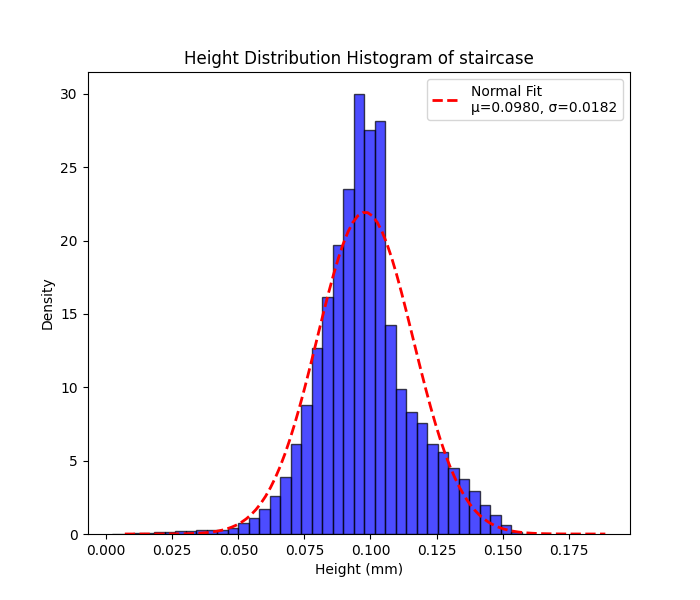 Height Distribution Histogram of staircase
Normal Fit
μ=0.0980, σ=0.0182
30
25
20
15
10
5
0
Density
0.000 0.025 0.050 0.075 0.100 0.125 0.150 0.175
Height (mm)